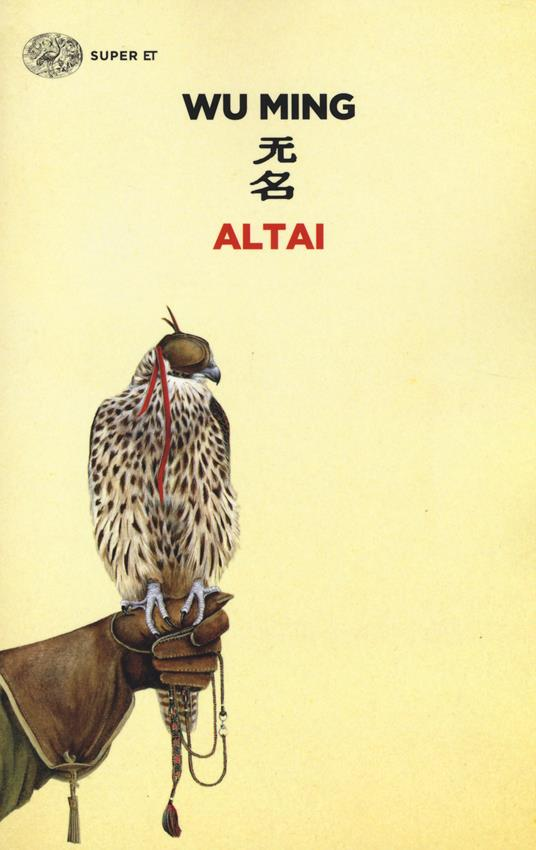 SUPER ET
WU MING
无
名
ALTAI